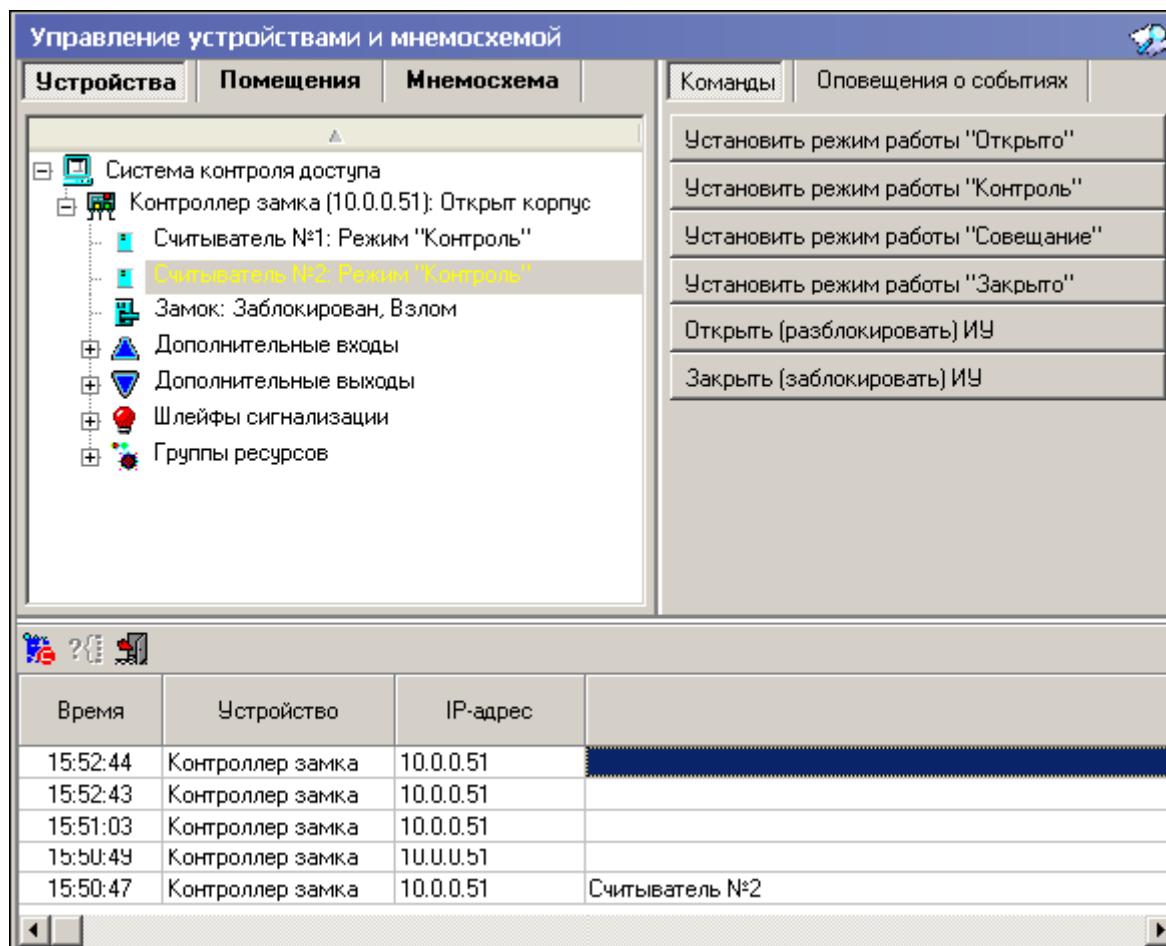 Управление устройствами и мнемосхемой
Устройства Помещения Мнемосхема
Команды Оповещения о событиях
Система контроля доступа
Контроллер замка (10.0.0.51): Открыт корпус
Считыватель №1: Режим "Контроль"
Считыватель №2: Режим "Контроль"
Замок: Заблокирован, Взлом
Дополнительные входы
Дополнительные выходы
Шлейфы сигнализации
Группы ресурсов
Установить режим работы "Открыто"
Установить режим работы "Контроль"
Установить режим работы "Совещание"
Установить режим работы "Закрыто"
Открыть (разблокировать) ИУ
Закрыть (заблокировать) ИУ
Время Устройство IP-адрес
15:52:44 Контроллер замка 10.0.0.51
15:52:43 Контроллер замка 10.0.0.51
15:51:03 Контроллер замка 10.0.0.51
15:50:49 Контроллер замка 10.0.0.51
15:50:47 Контроллер замка 10.0.0.51 Считыватель №2